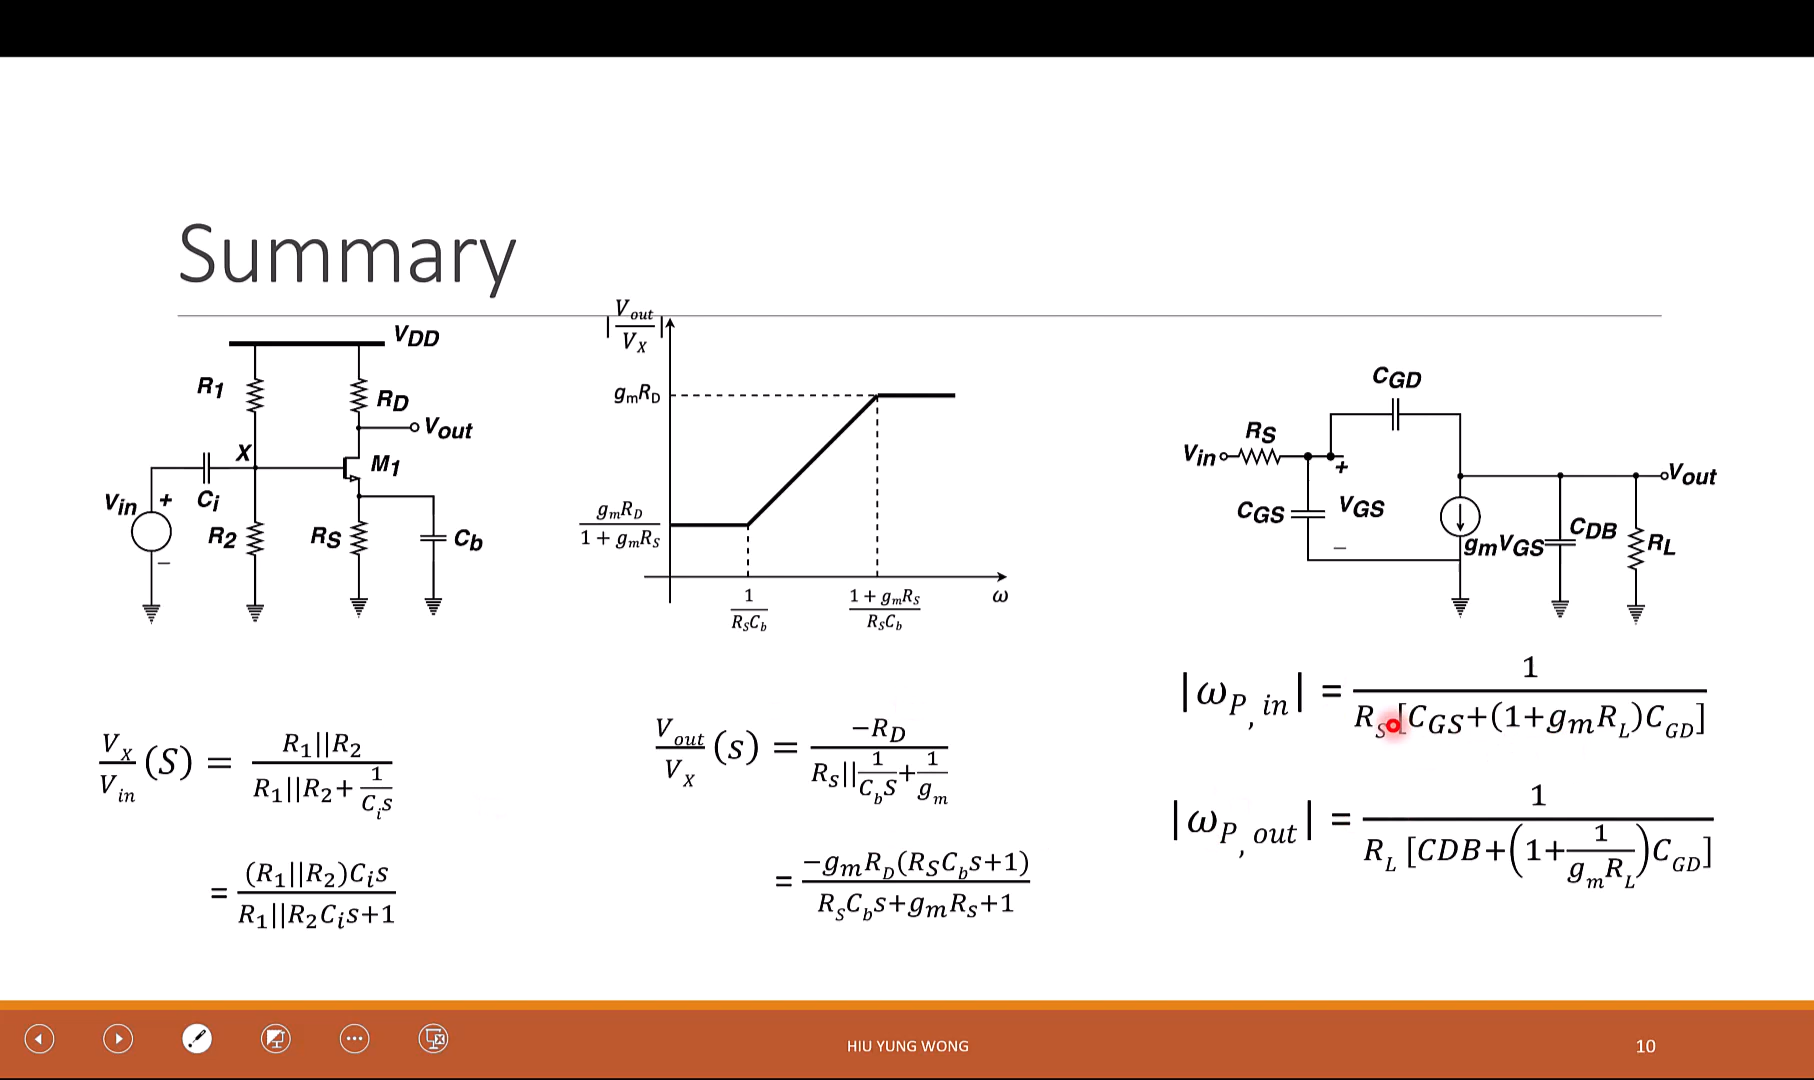 Summary
VDD
R1
RD
Vout
X
M1
Vin
+
Ci
−
R2
RS
Cb
|Vout/VX|
gmRD
gmRD/(1 + gmRS)
1/(RSCb)
(1 + gmRS)/(RSCb)
ω
CGD
RS
Vin
+
Vout
CGS
VGS
−
gmVGS
CDB
RL
VX/Vin (S) = R1||R2 / (R1||R2+ 1/(Cis))
= (R1||R2)Cis / (R1||R2Cis+1)
Vout/VX (s) = −RD / (RS||1/(CbS)+1/gm)
= −gmRD(RSCbs+1) / (RSCbs+gmRS+1)
|ωP, in| = 1 / (RS[CGS+(1+gmRL)CGD])
|ωP, out| = 1 / (RL [CDB+(1+1/(gmRL))CGD])
HIU YUNG WONG
10